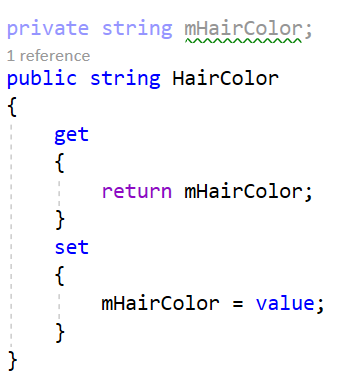 private string mHairColor;
1 reference
public string HairColor
{
    get
    {
        return mHairColor;
    }
    set
    {
        mHairColor = value;
    }
}